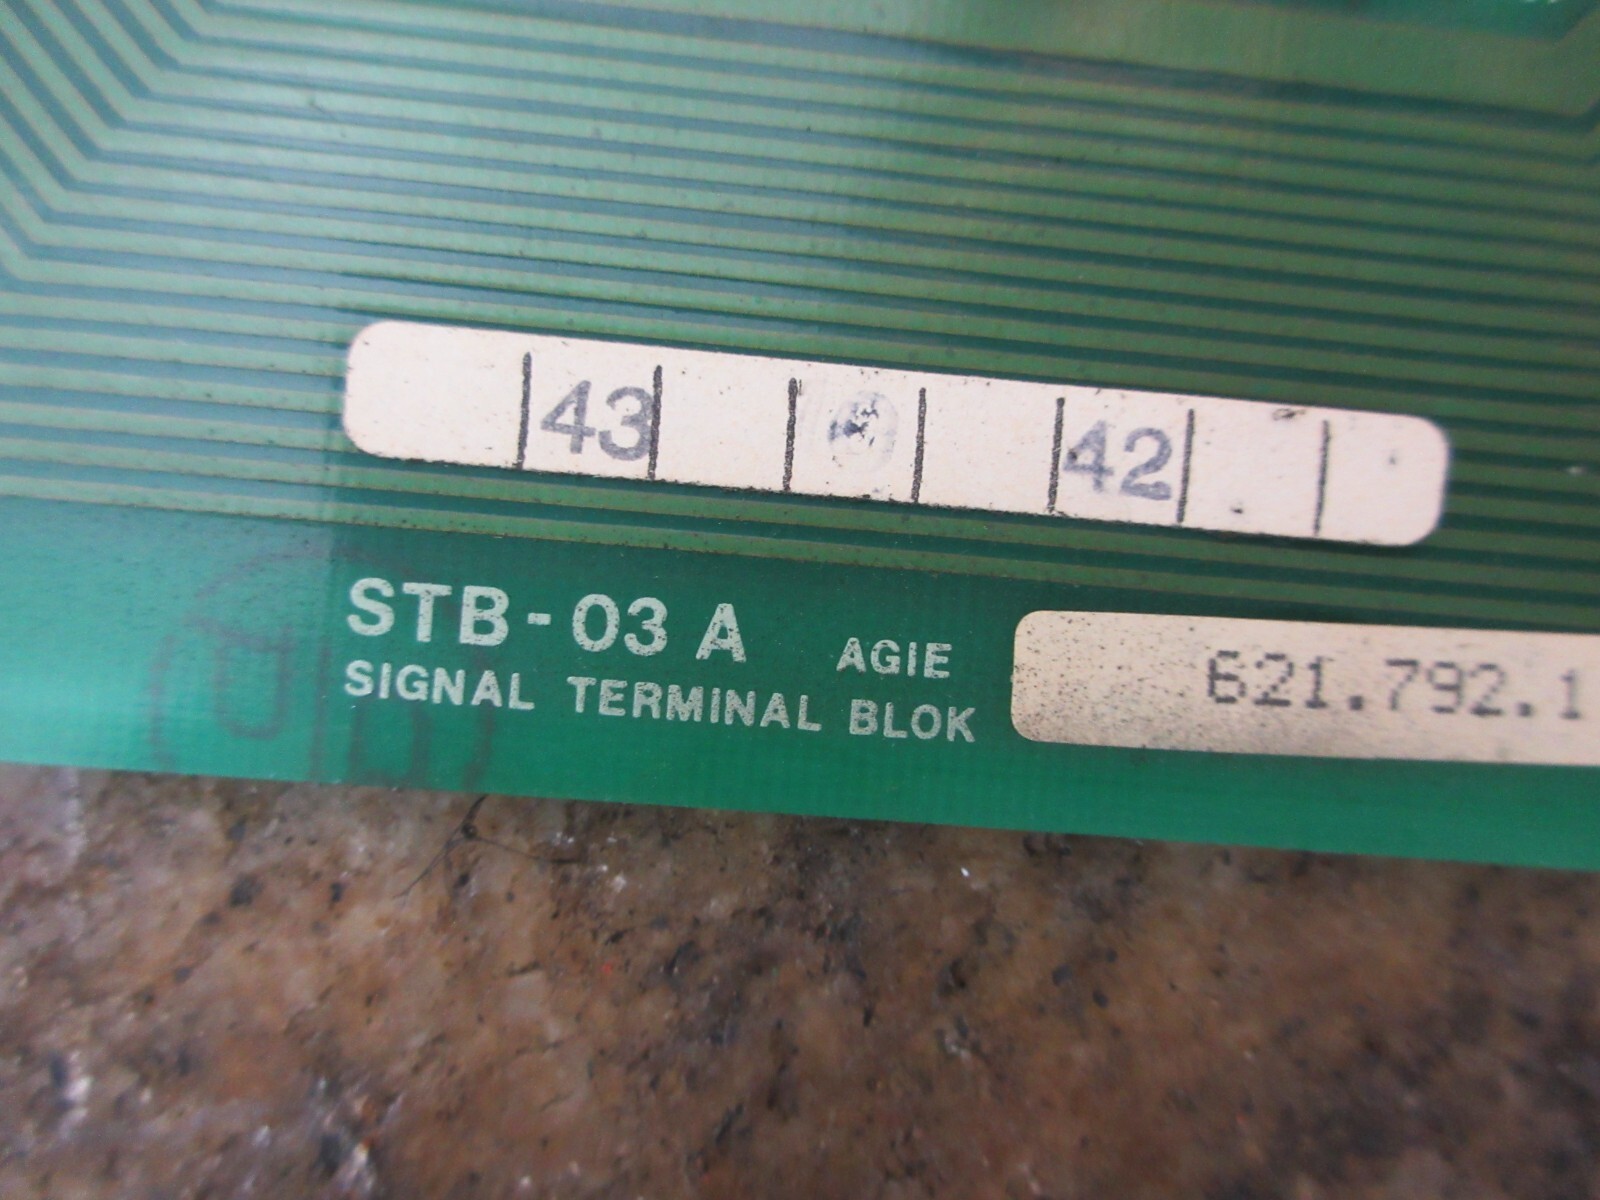 43 42
STB-03 A AGIE
SIGNAL TERMINAL BLOK
621.792.1